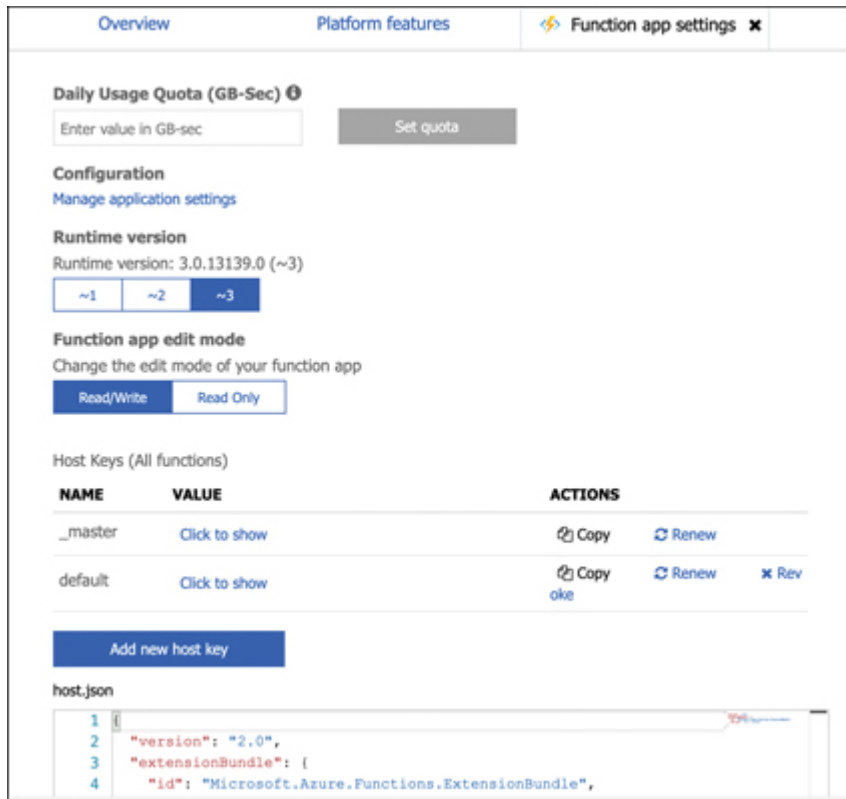 Overview Platform features Function app settings
Daily Usage Quota (GB-Sec)
Enter value in GB-sec Set quota
Configuration
Manage application settings
Runtime version
Runtime version: 3.0.13139.0 (~3)
~1 ~2 ~3
Function app edit mode
Change the edit mode of your function app
Read/Write Read Only
Host Keys (All functions)
NAME VALUE ACTIONS
_master Click to show Copy Renew
default Click to show Copy Renew Rev
oke
Add new host key
host.json
1 {
2 "version": "2.0",
3 "extensionBundle": {
4 "id": "Microsoft.Azure.Functions.ExtensionBundle",